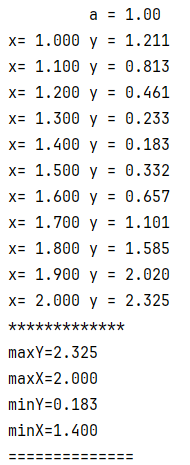 a = 1.00
x= 1.000 y = 1.211
x= 1.100 y = 0.813
x= 1.200 y = 0.461
x= 1.300 y = 0.233
x= 1.400 y = 0.183
x= 1.500 y = 0.332
x= 1.600 y = 0.657
x= 1.700 y = 1.101
x= 1.800 y = 1.585
x= 1.900 y = 2.020
x= 2.000 y = 2.325
*************
maxY=2.325
maxX=2.000
minY=0.183
minX=1.400
==============